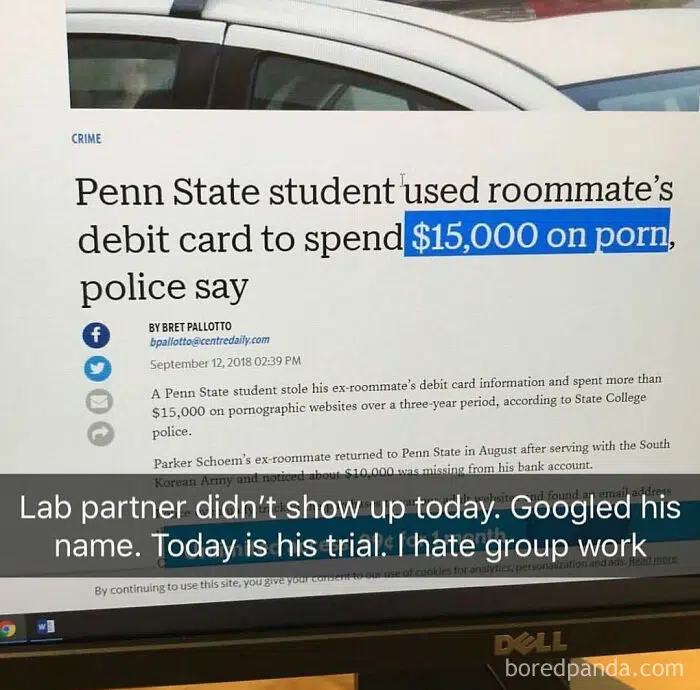 CRIME
Penn State student used roommate's
debit card to spend $15,000 on porn,
police say
BY BRET PALLOTTO
bpallotto@centredaily.com
September 12, 2018 02:39 PM
A Penn State student stole his ex-roommate's debit card information and spent more than
$15,000 on pornographic websites over a three-year period, according to State College
police.
Parker Schoem's ex-roommate returned to Penn State in August after serving with the South
Korean Army and noticed about $10,000 was missing from his bank account.
Lab partner didn't show up today. Googled his
name. Today is his trial. I hate group work
By continuing to use this site, you give your consent to our use of cookies for analytics, personalization and ads. Read more
DELL
boredpanda.com